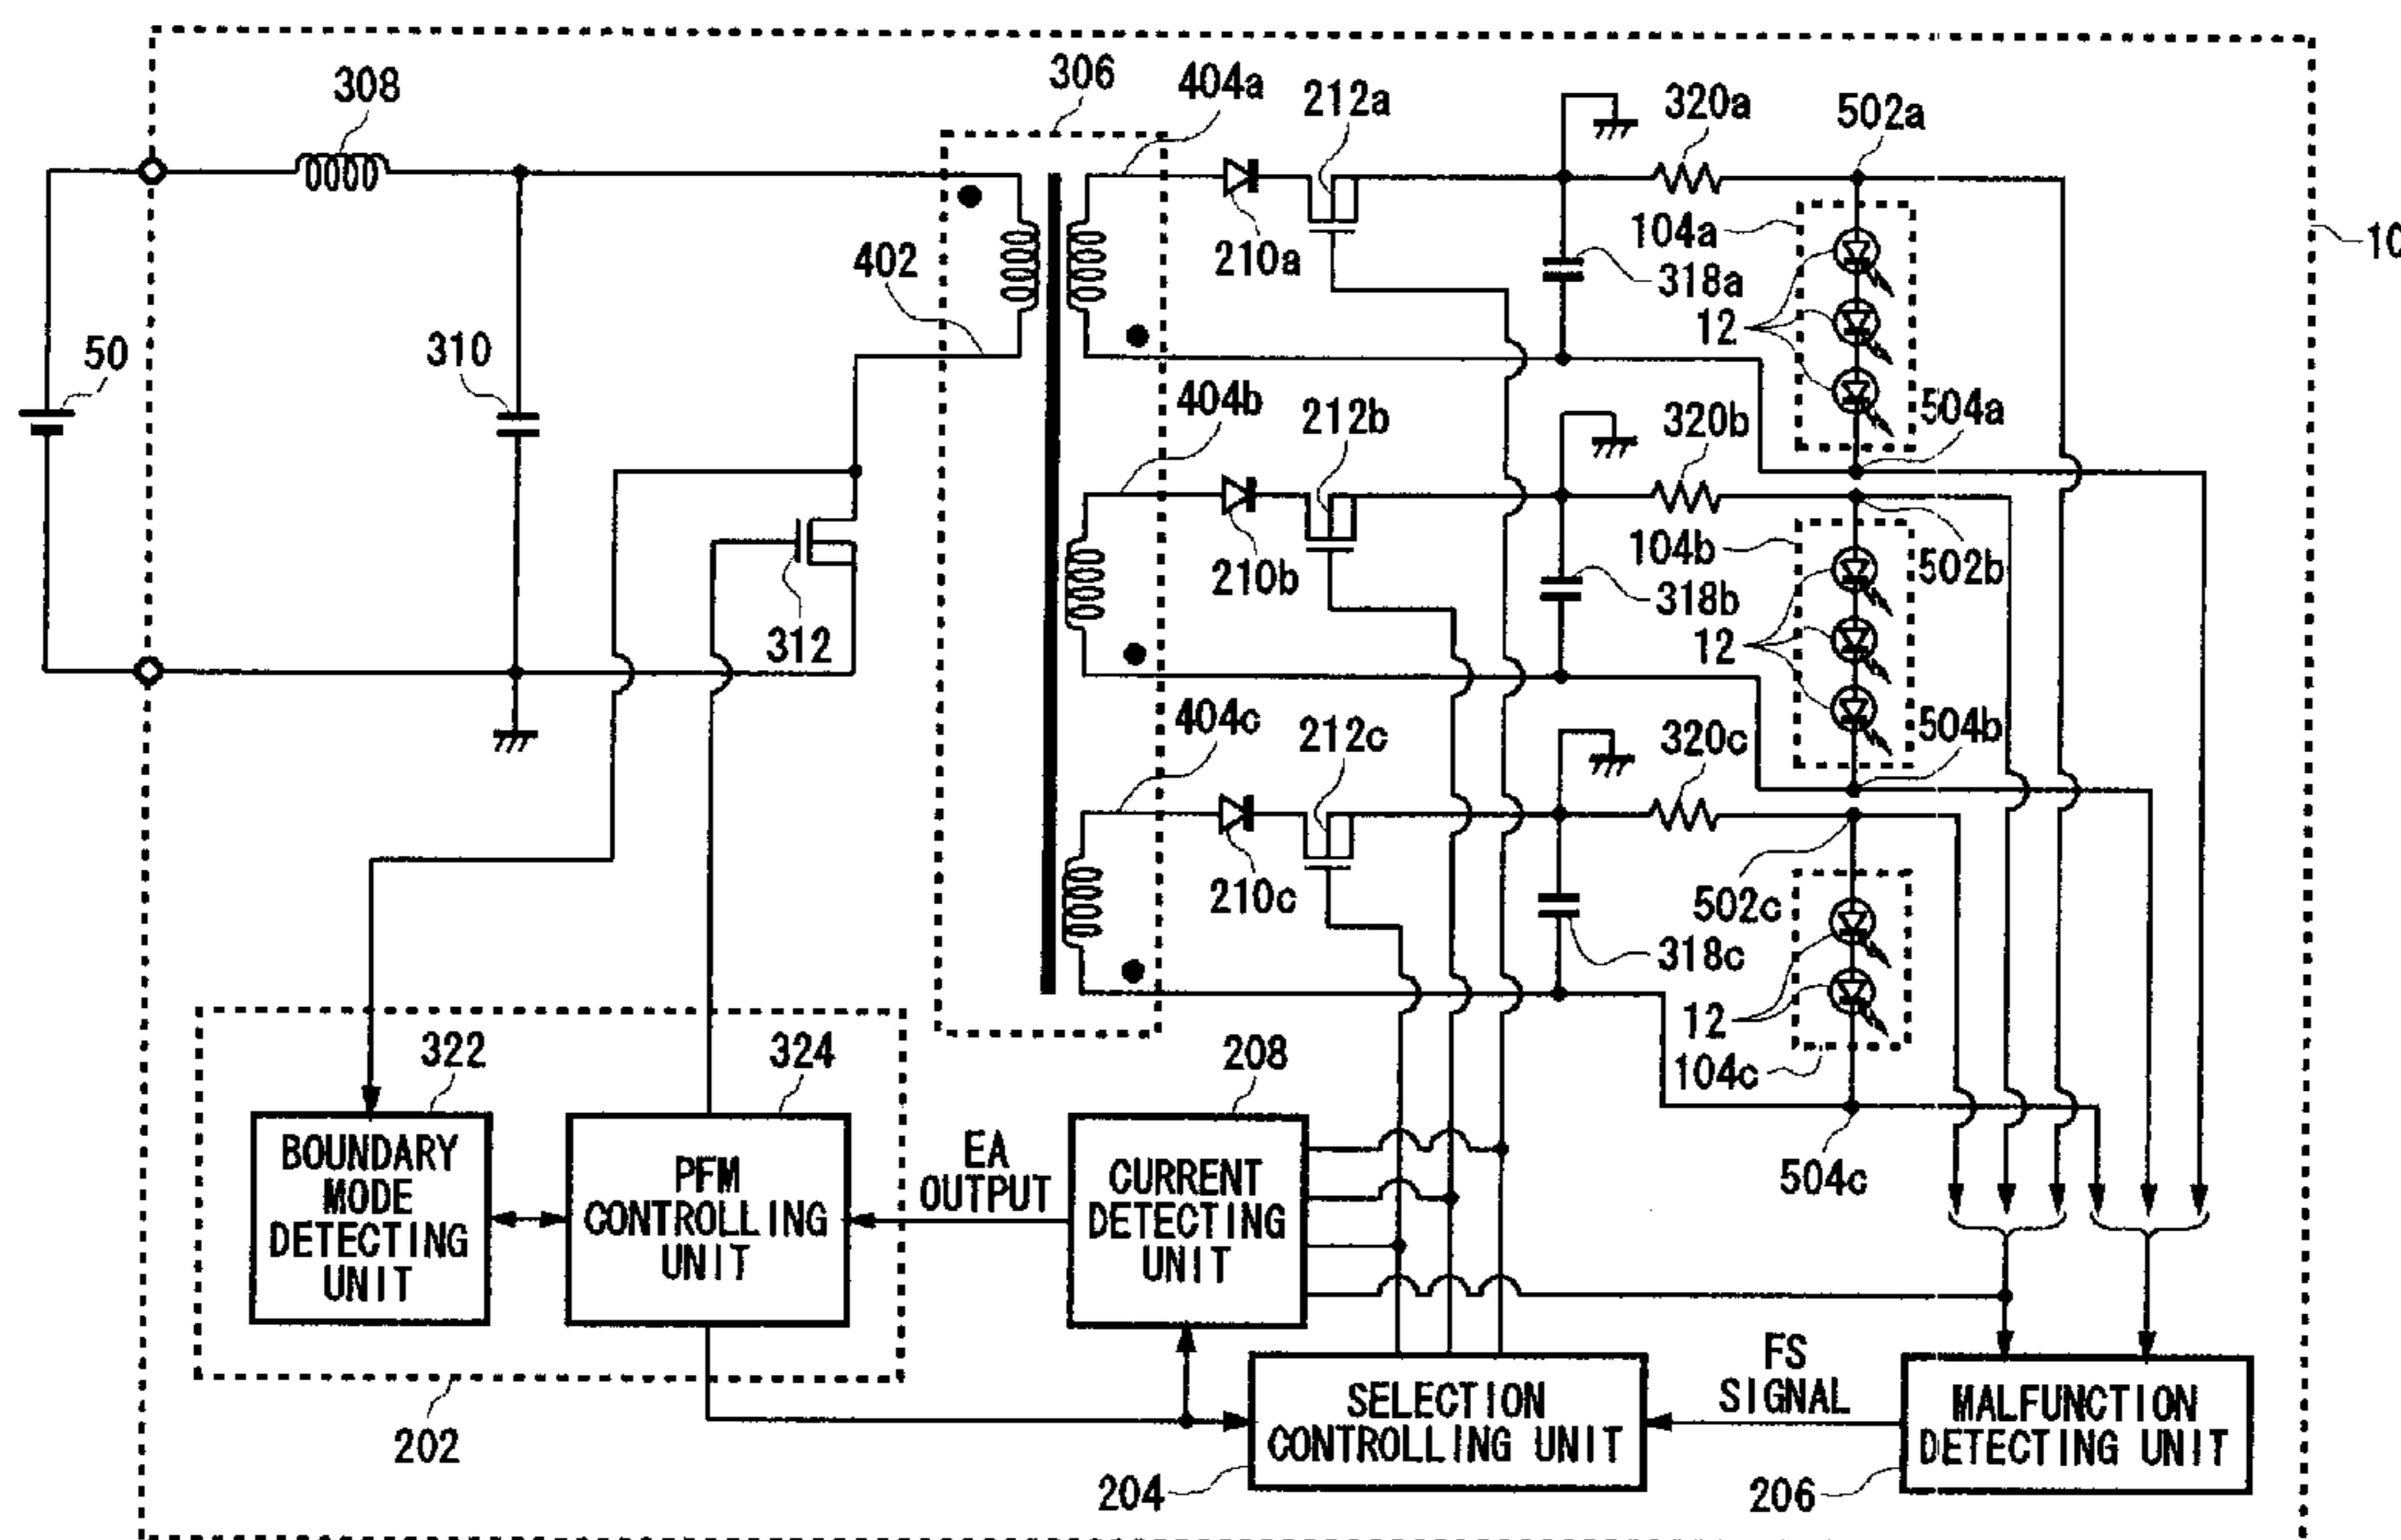 306
404a
212a
320a
502a
308
10
104a
210a
318a
402
12
310
50
404b
212b
320b
504a
104b
502b
210b
318b
312
12
404c
212c
320c
504b
210c
502c
318c
322
324
208
12
104c
BOUNDARY
MODE
DETECTING
UNIT
PFM
CONTROLLING
UNIT
EA
OUTPUT
CURRENT
DETECTING
UNIT
504c
FS
SIGNAL
SELECTION
CONTROLLING UNIT
MALFUNCTION
DETECTING UNIT
202
204
206